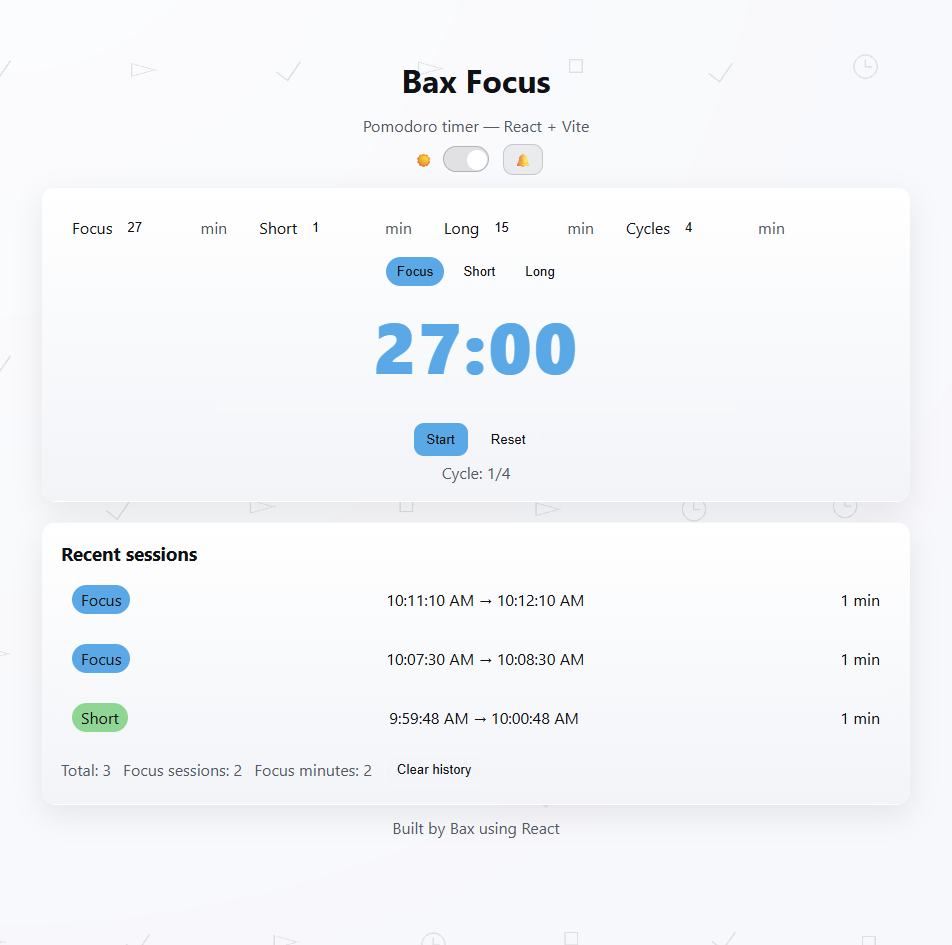 Bax Focus
Pomodoro timer — React + Vite
Focus 27 min Short 1 min Long 15 min Cycles 4 min
Focus Short Long
27:00
Start Reset
Cycle: 1/4
Recent sessions
Focus 10:11:10 AM → 10:12:10 AM 1 min
Focus 10:07:30 AM → 10:08:30 AM 1 min
Short 9:59:48 AM → 10:00:48 AM 1 min
Total: 3 Focus sessions: 2 Focus minutes: 2 Clear history
Built by Bax using React